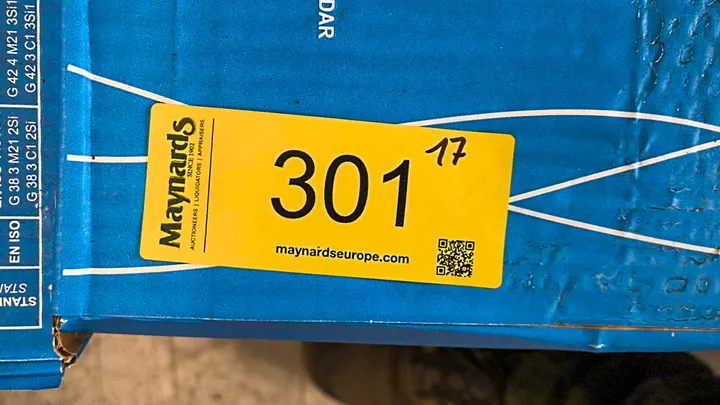 Maynards
SINCE 1902
AUCTIONEERS | LIQUIDATORS | APPRAISERS
301
17
maynardseurope.com
DAR
G 42 4 M21 3Si1
G 42 3 C1 3Si1
G 38 3 M21 2Si
G 38 3 C1 2Si
EN ISO